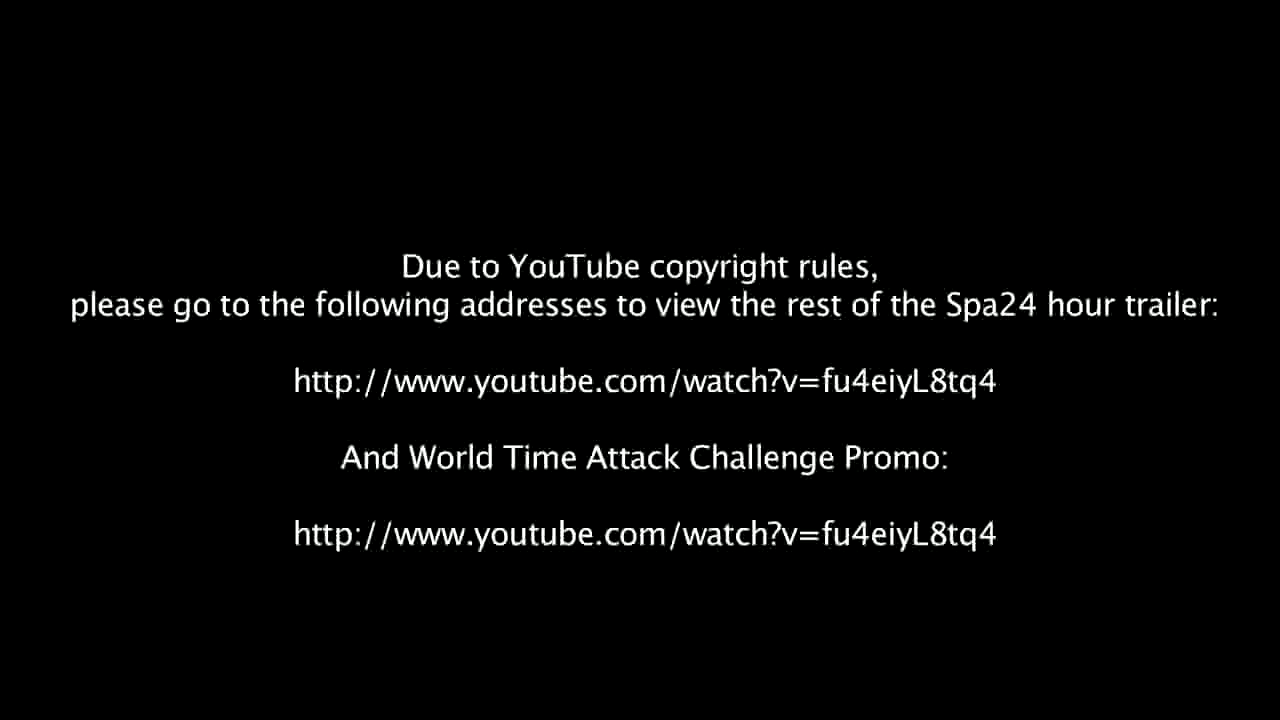 Due to YouTube copyright rules,
please go to the following addresses to view the rest of the Spa24 hour trailer:
http://www.youtube.com/watch?v=fu4eiyL8tq4
And World Time Attack Challenge Promo:
http://www.youtube.com/watch?v=fu4eiyL8tq4